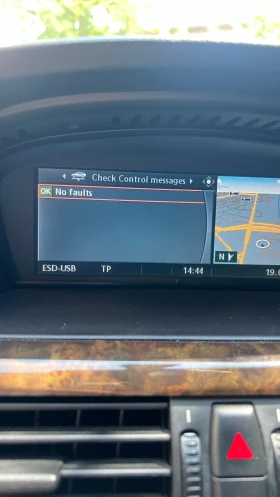 Check Control messages
OK No faults
N
ESD-USB TP 14:44